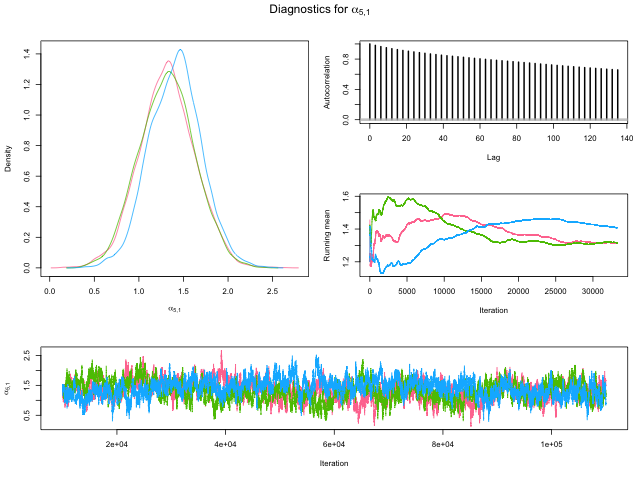 Diagnostics for α5,1
Density
0.0 0.2 0.4 0.6 0.8 1.0 1.2 1.4
0.0 0.5 1.0 1.5 2.0 2.5
α5,1
Autocorrelation
0.0 0.4 0.8
0 20 40 60 80 100 120 140
Lag
Running mean
1.2 1.4 1.6
0 5000 10000 15000 20000 25000 30000
Iteration
α5,1
0.5 1.5 2.5
2e+04 4e+04 6e+04 8e+04 1e+05
Iteration